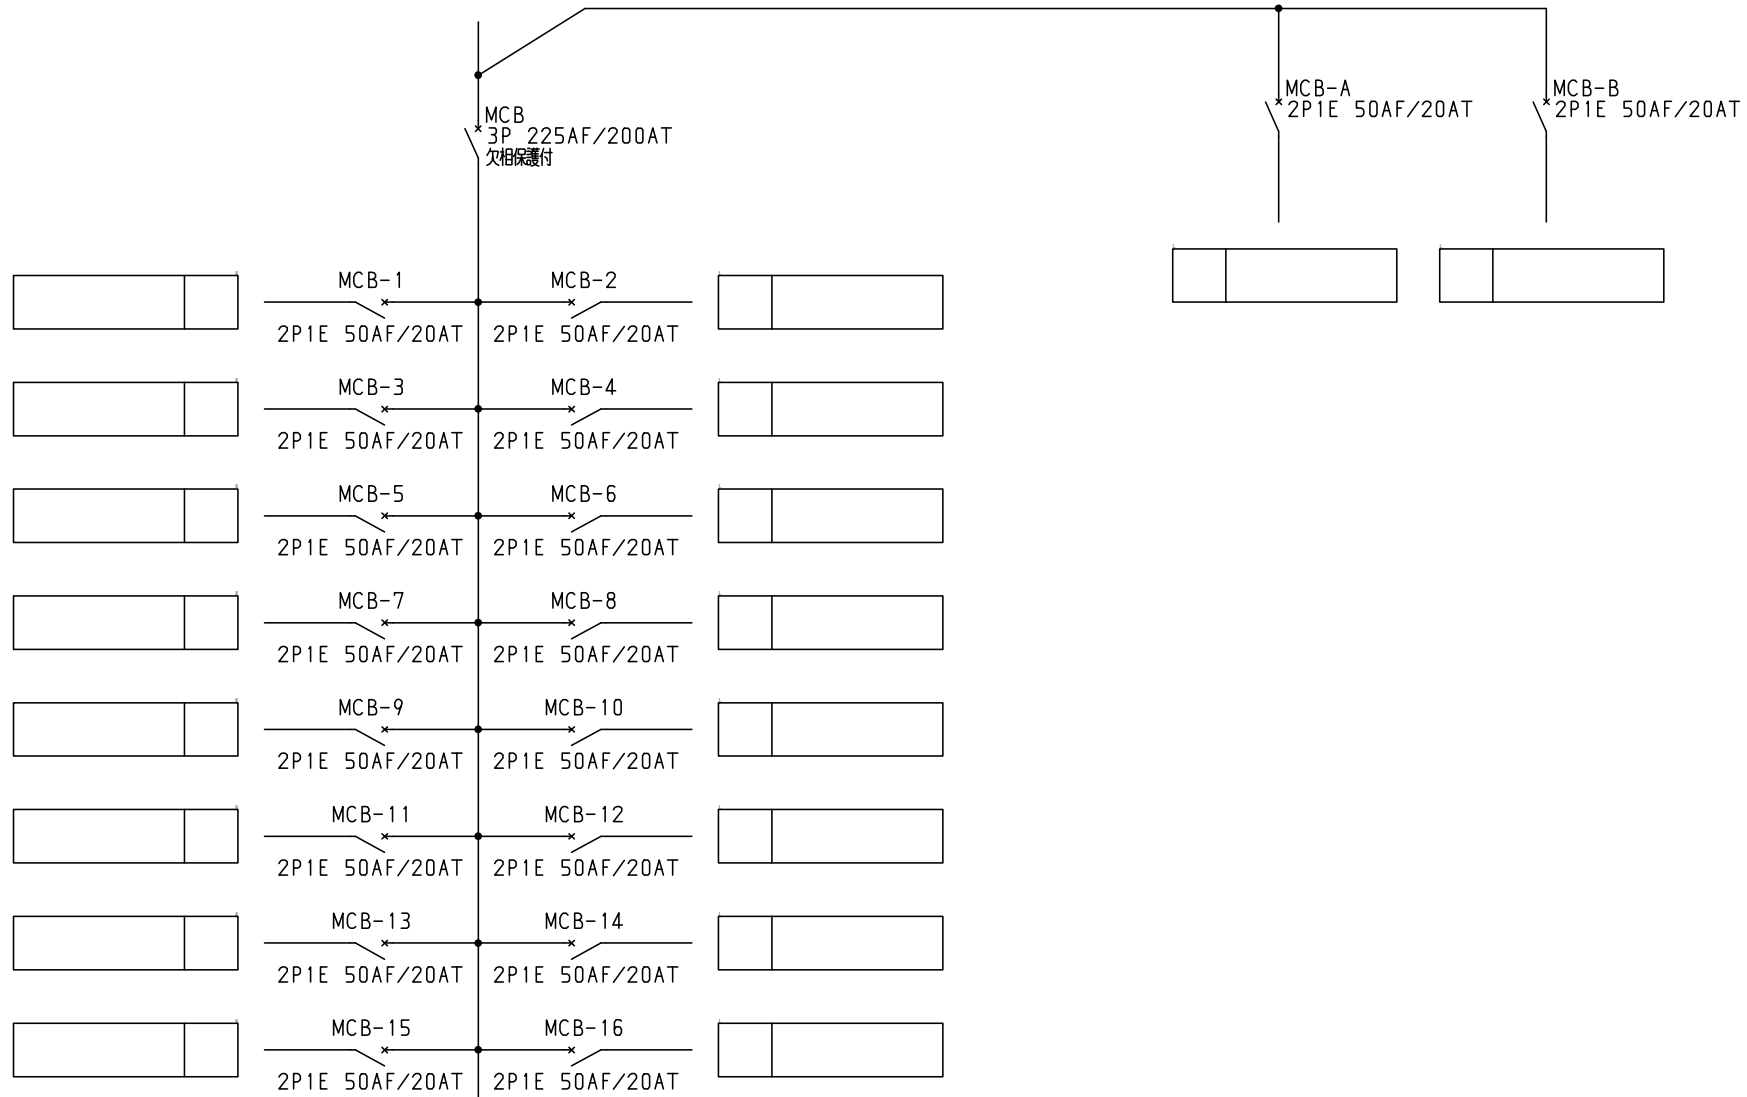 MCB-A
2P1E 50AF/20AT
MCB-B
2P1E 50AF/20AT
MCB
3P 225AF/200AT
欠相保護付
MCB-1
2P1E 50AF/20AT
MCB-2
2P1E 50AF/20AT
MCB-3
2P1E 50AF/20AT
MCB-4
2P1E 50AF/20AT
MCB-5
2P1E 50AF/20AT
MCB-6
2P1E 50AF/20AT
MCB-7
2P1E 50AF/20AT
MCB-8
2P1E 50AF/20AT
MCB-9
2P1E 50AF/20AT
MCB-10
2P1E 50AF/20AT
MCB-11
2P1E 50AF/20AT
MCB-12
2P1E 50AF/20AT
MCB-13
2P1E 50AF/20AT
MCB-14
2P1E 50AF/20AT
MCB-15
2P1E 50AF/20AT
MCB-16
2P1E 50AF/20AT